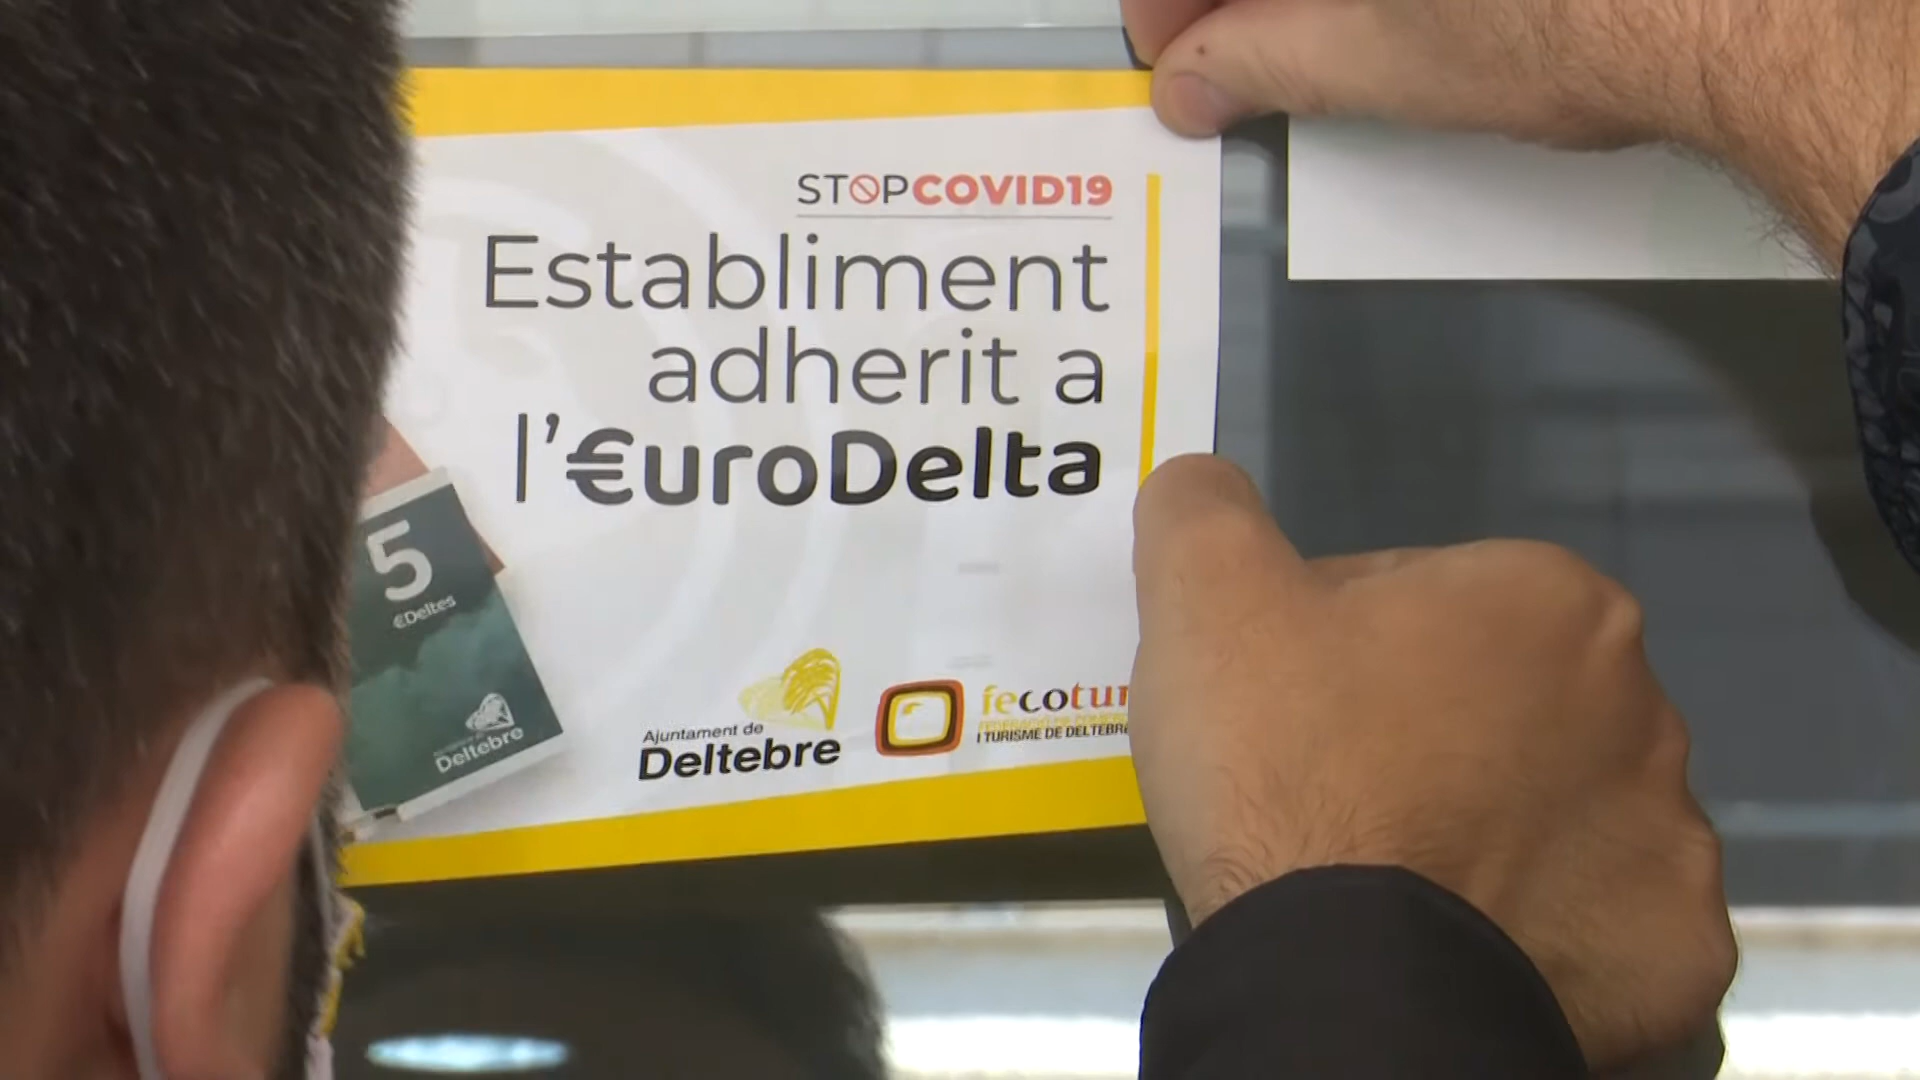 STOPCOVID19
Establiment
adherit a
l'€uroDelta
5
€Deltes
Deltebre
Ajuntament de
Deltebre
fecotur
I TURISME DE DELTEBRE